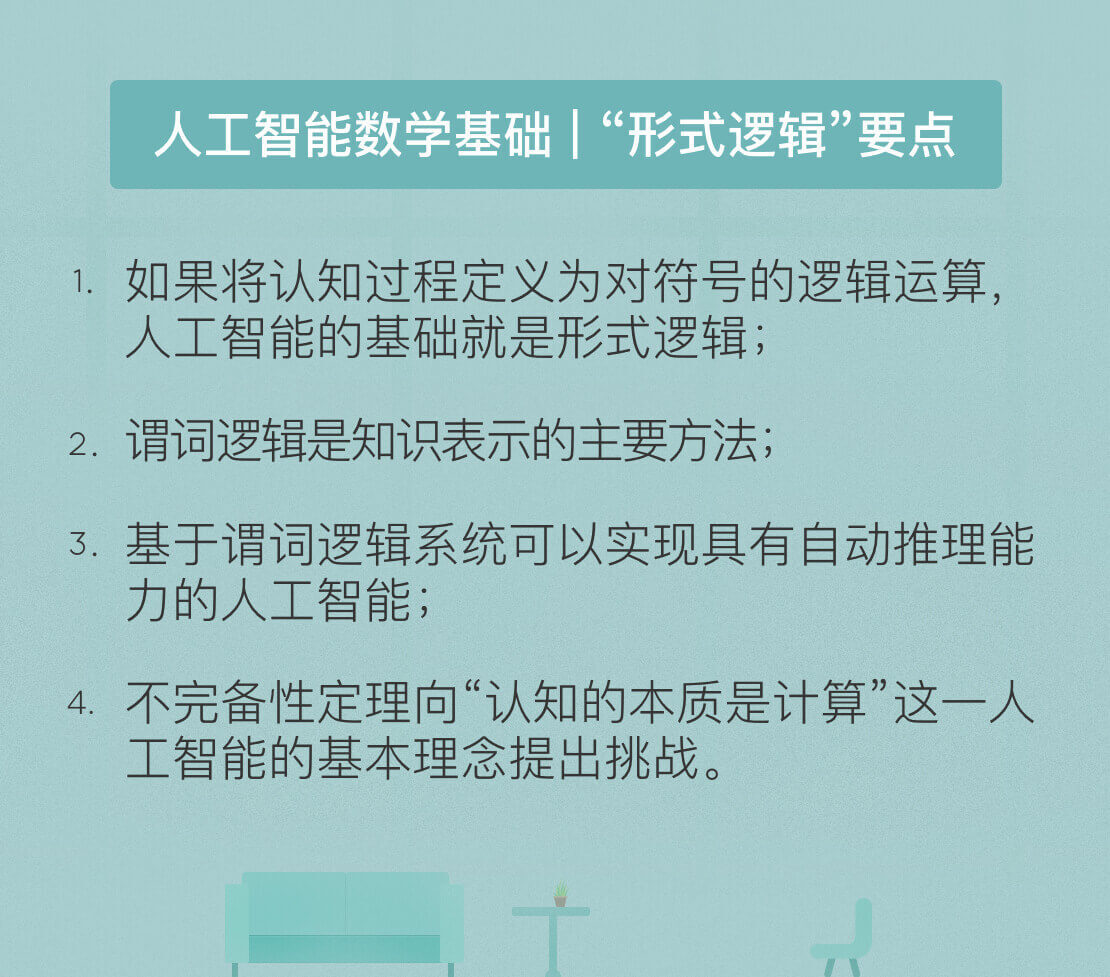 人工智能数学基础｜“形式逻辑”要点
1. 如果将认知过程定义为对符号的逻辑运算，
人工智能的基础就是形式逻辑；
2. 谓词逻辑是知识表示的主要方法；
3. 基于谓词逻辑系统可以实现具有自动推理能
力的人工智能；
4. 不完备性定理向“认知的本质是计算”这一人
工智能的基本理念提出挑战。